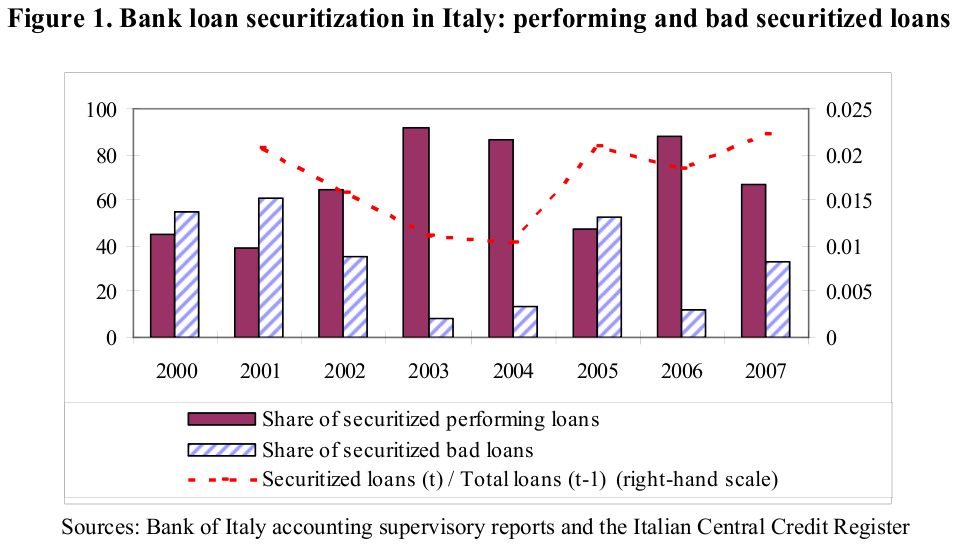 Figure 1. Bank loan securitization in Italy: performing and bad securitized loans
100 0.025
80 0.02
60 0.015
40 0.01
20 0.005
0 0
2000 2001 2002 2003 2004 2005 2006 2007
Share of securitized performing loans
Share of securitized bad loans
Securitized loans (t) / Total loans (t-1) (right-hand scale)
Sources: Bank of Italy accounting supervisory reports and the Italian Central Credit Register